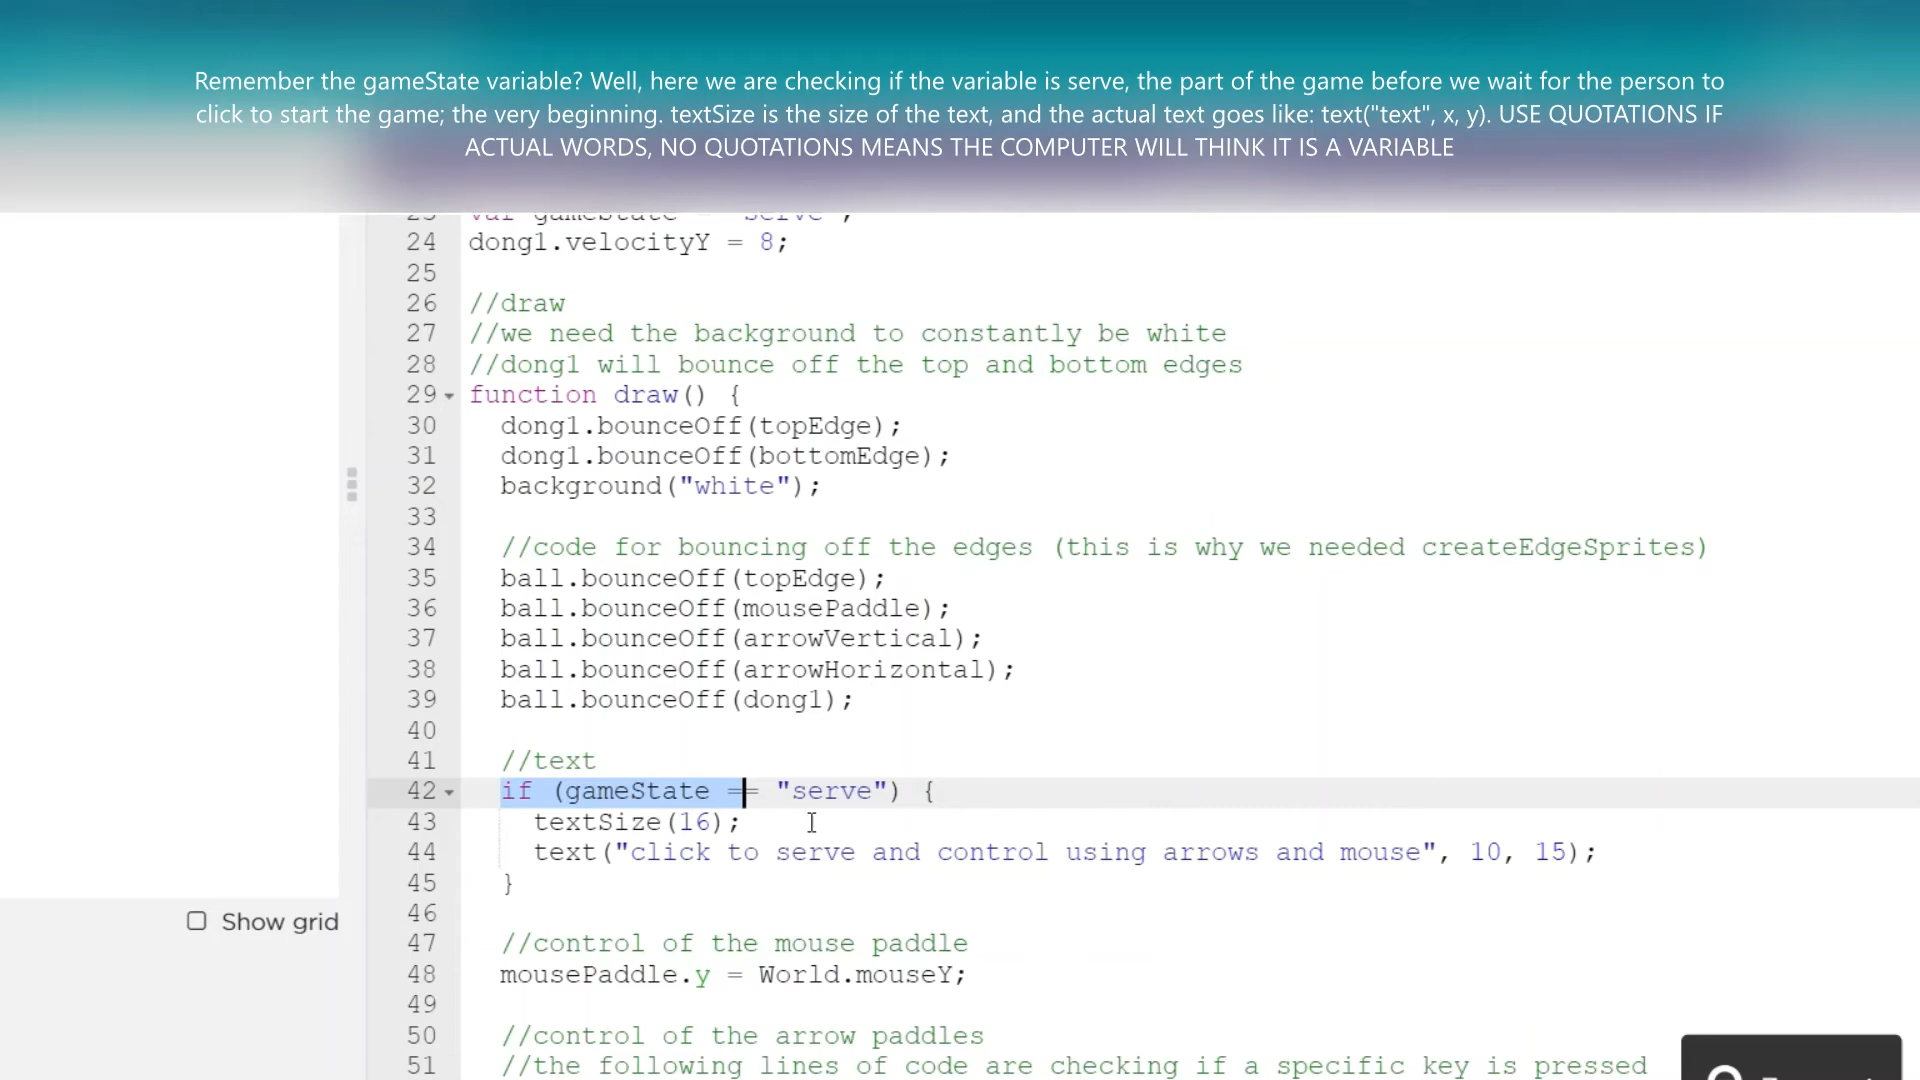 Remember the gameState variable? Well, here we are checking if the variable is serve, the part of the game before we wait for the person to
click to start the game; the very beginning. textSize is the size of the text, and the actual text goes like: text("text", x, y). USE QUOTATIONS IF
ACTUAL WORDS, NO QUOTATIONS MEANS THE COMPUTER WILL THINK IT IS A VARIABLE
23 var gameState = "serve";
24 dong1.velocityY = 8;
25
26 //draw
27 //we need the background to constantly be white
28 //dong1 will bounce off the top and bottom edges
29 function draw() {
30 dong1.bounceOff(topEdge);
31 dong1.bounceOff(bottomEdge);
32 background("white");
33
34 //code for bouncing off the edges (this is why we needed createEdgeSprites)
35 ball.bounceOff(topEdge);
36 ball.bounceOff(mousePaddle);
37 ball.bounceOff(arrowVertical);
38 ball.bounceOff(arrowHorizontal);
39 ball.bounceOff(dong1);
40
41 //text
42 if (gameState == "serve") {
43 textSize(16);
44 text("click to serve and control using arrows and mouse", 10, 15);
45 }
46
Show grid
47 //control of the mouse paddle
48 mousePaddle.y = World.mouseY;
49
50 //control of the arrow paddles
51 //the following lines of code are checking if a specific key is pressed